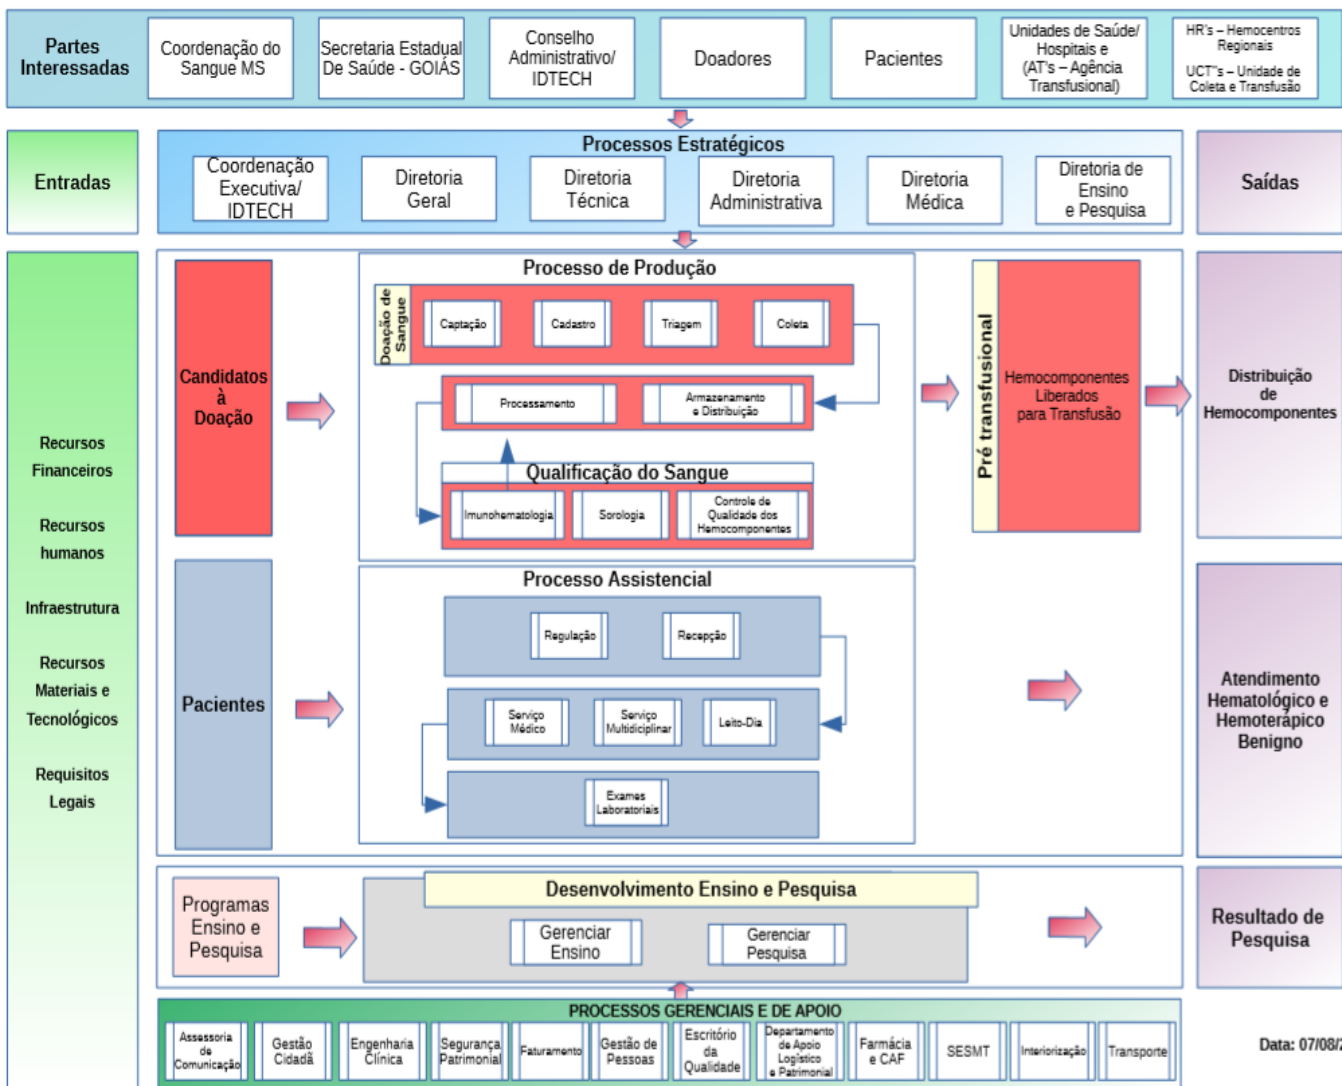 Partes
Interessadas
Coordenação do
Sangue MS
Secretaria Estadual
De Saúde - GOIÁS
Conselho
Administrativo/
IDTECH
Doadores
Pacientes
Unidades de Saúde/
Hospitais e
(AT's – Agência
Transfusional)
HR's – Hemocentros
Regionais
UCT"s – Unidade de
Coleta e Transfusão
Entradas
Processos Estratégicos
Coordenação
Executiva/
IDTECH
Diretoria
Geral
Diretoria
Técnica
Diretoria
Administrativa
Diretoria
Médica
Diretoria de
Ensino
e Pesquisa
Saídas
Recursos
Financeiros
Recursos
humanos
Infraestrutura
Recursos
Materiais e
Tecnológicos
Requisitos
Legais
Candidatos
à
Doação
Processo de Produção
Doação de
Sangue
Captação
Cadastro
Triagem
Coleta
Processamento
Armazenamento
e Distribuição
Qualificação do Sangue
Imunohematologia
Sorologia
Controle de
Qualidade dos
Hemocomponentes
Pré transfusional
Hemocomponentes
Liberados
para Transfusão
Distribuição
de
Hemocomponentes
Pacientes
Processo Assistencial
Regulação
Recepção
Serviço
Médico
Serviço
Multidiciplinar
Leito-Dia
Exames
Laboratoriais
Atendimento
Hematológico e
Hemoterápico
Benigno
Programas
Ensino e
Pesquisa
Desenvolvimento Ensino e Pesquisa
Gerenciar
Ensino
Gerenciar
Pesquisa
Resultado de
Pesquisa
PROCESSOS GERENCIAIS E DE APOIO
Assessoria
de
Comunicação
Gestão
Cidadã
Engenharia
Clínica
Segurança
Patrimonial
Faturamento
Gestão de
Pessoas
Escritório
da
Qualidade
Departamento
de Apoio
Logístico
e Patrimonial
Farmácia
e CAF
SESMT
Interiorização
Transporte
Data: 07/08/2